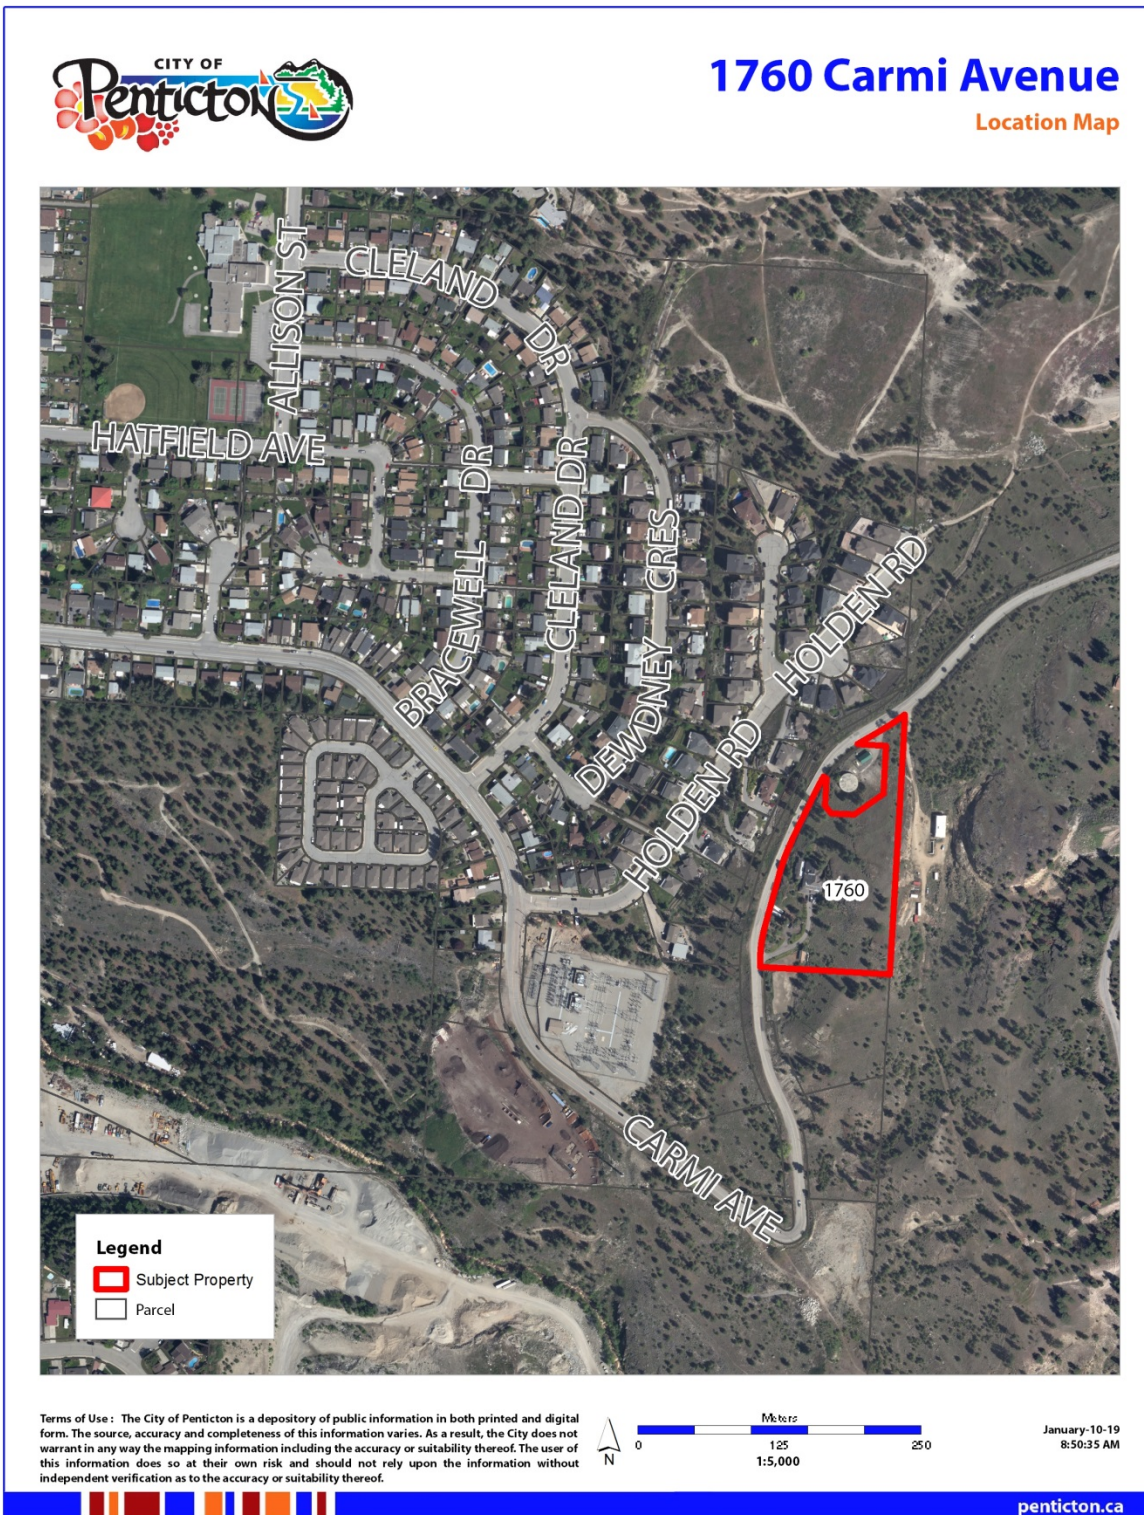 CITY OF
Penticton
1760 Carmi Avenue
Location Map
ALLISON ST
CLELAND DR
HATFIELD AVE
BRACEWELL DR
CLELAND DR
DEWDNEY CRES
HOLDEN RD
HOLDEN RD
1760
CARMI AVE
Legend
Subject Property
Parcel
Terms of Use : The City of Penticton is a depository of public information in both printed and digital
form. The source, accuracy and completeness of this information varies. As a result, the City does not
warrant in any way the mapping information including the accuracy or suitability thereof. The user of
this information does so at their own risk and should not rely upon the information without
independent verification as to the accuracy or suitability thereof.
N
Meters
0 125 250
1:5,000
January-10-19
8:50:35 AM
penticton.ca